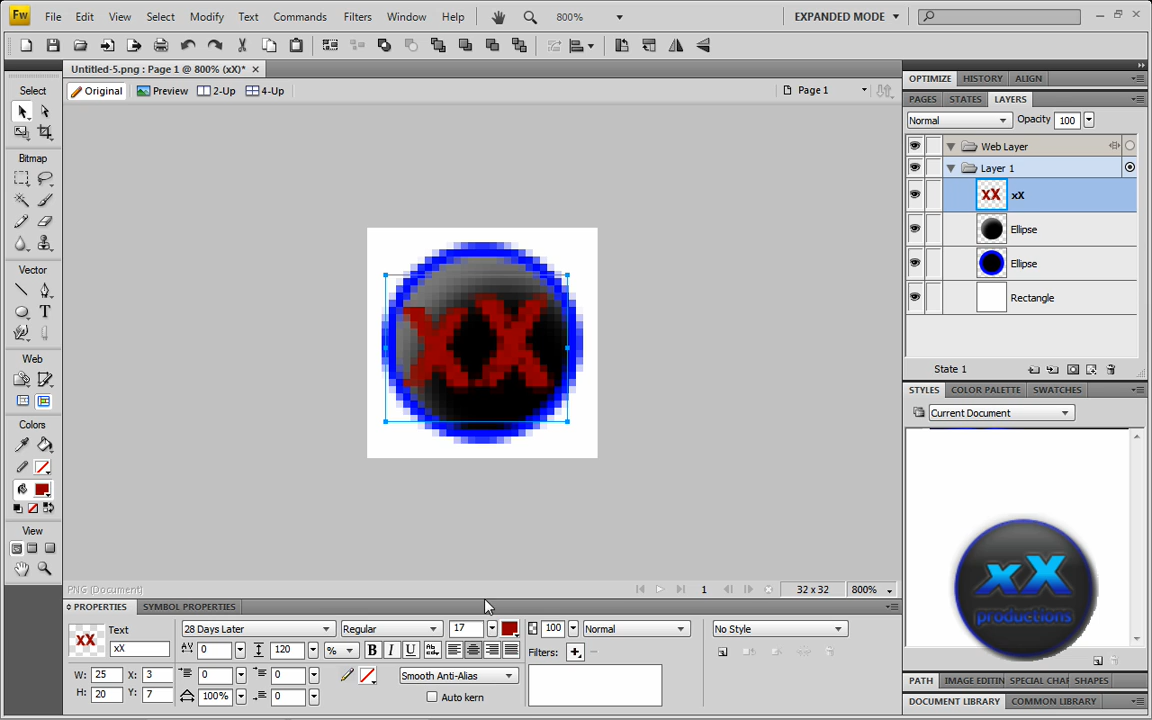 Fw File Edit View Select Modify Text Commands Filters Window Help 800% EXPANDED MODE
Untitled-5.png : Page 1 @ 800% (xX)*
Original Preview 2-Up 4-Up Page 1
Select
Bitmap
Vector
Web
Colors
View
xX
OPTIMIZE HISTORY ALIGN
PAGES STATES LAYERS
Normal Opacity 100
Web Layer
Layer 1
xX xX
Ellipse
Ellipse
Rectangle
State 1
STYLES COLOR PALETTE SWATCHES
Current Document
xX
productions
PATH IMAGE EDITIN SPECIAL CHAR SHAPES
DOCUMENT LIBRARY COMMON LIBRARY
PNG (Document) 1 32 x 32 800%
PROPERTIES SYMBOL PROPERTIES
xX Text 28 Days Later Regular 17 100 Normal No Style
xX 0 120 % B I U Filters:
W: 25 X: 3 0 0 Smooth Anti-Alias
H: 20 Y: 7 100% 0 Auto kern